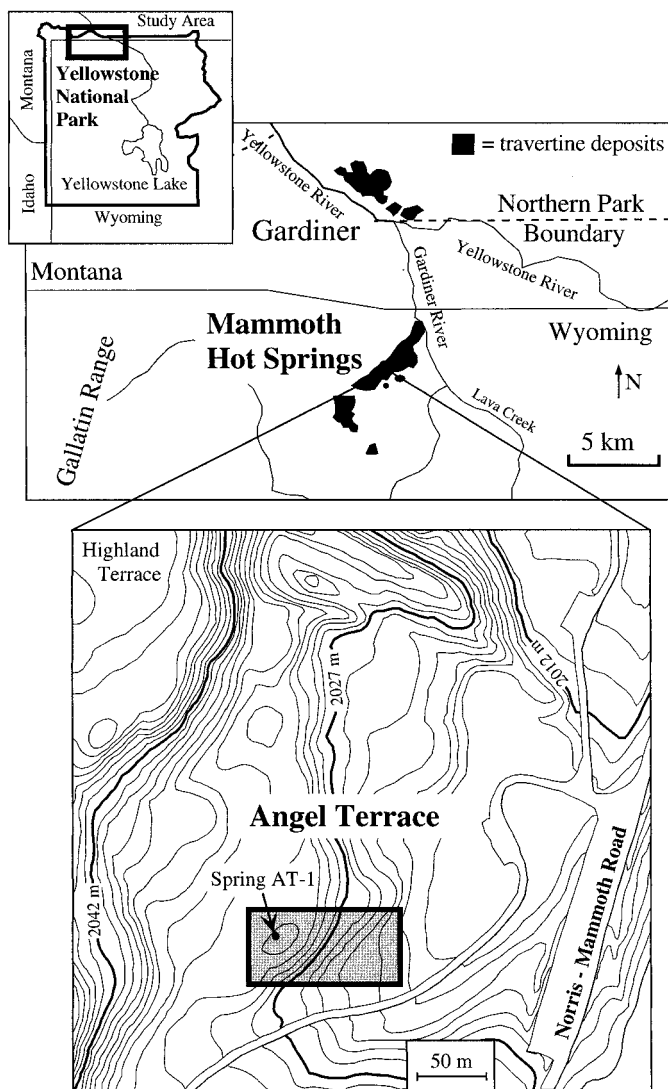 Study Area
Montana
Yellowstone
National
Park
Yellowstone Lake
Idaho
Wyoming
= travertine deposits
Yellowstone River
Gardiner
Northern Park
Boundary
Yellowstone River
Gardiner River
Montana
Mammoth
Hot Springs
Wyoming
N
Gallatin Range
Lava Creek
5 km
Highland
Terrace
2027 m
2012 m
Angel Terrace
Spring AT-1
2042 m
Norris - Mammoth Road
50 m